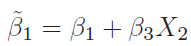 β̃₁ = β₁ + β₃X₂